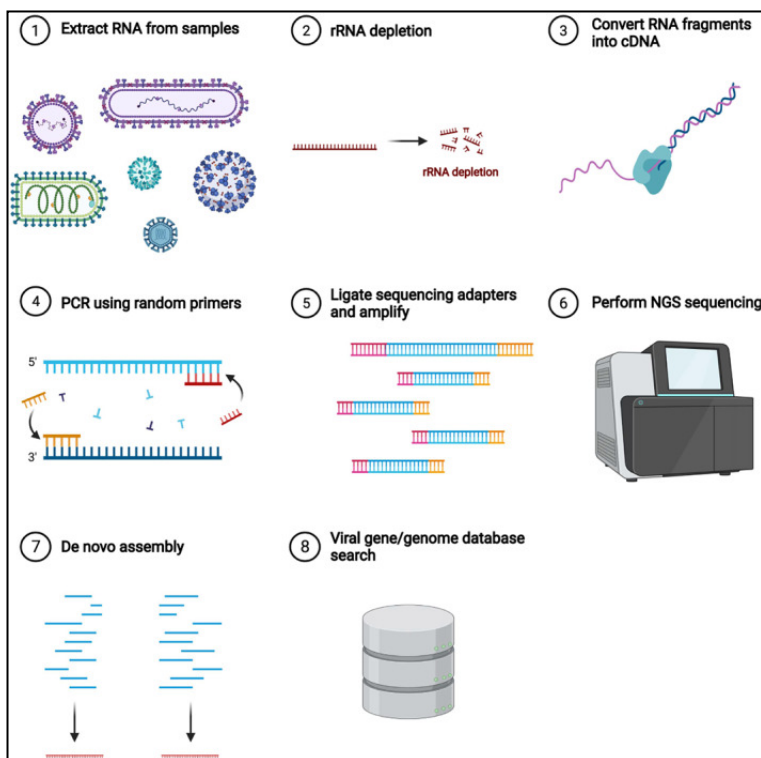 1 Extract RNA from samples
2 rRNA depletion
rRNA depletion
3 Convert RNA fragments
into cDNA
4 PCR using random primers
5'
3'
5 Ligate sequencing adapters
and amplify
6 Perform NGS sequencing
7 De novo assembly
8 Viral gene/genome database
search